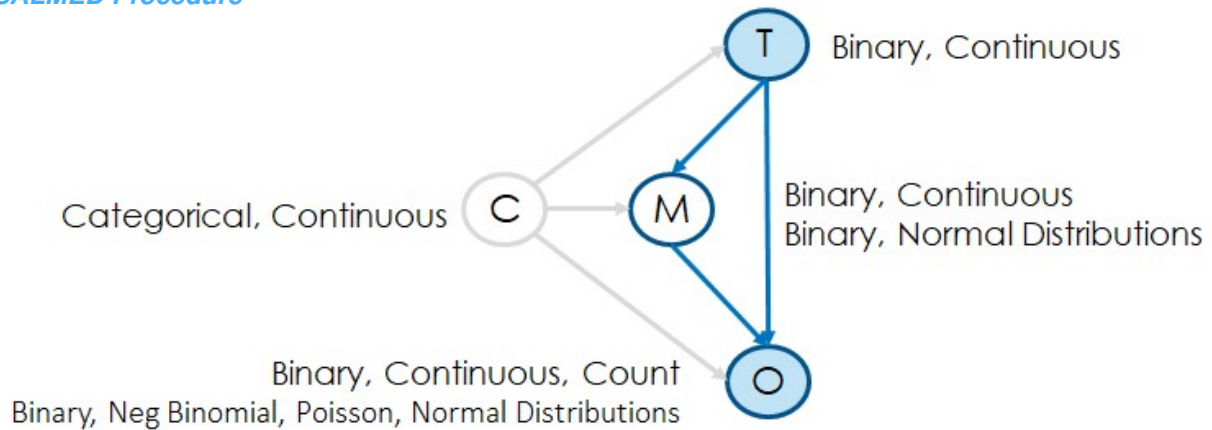 T
Binary, Continuous
Categorical, Continuous
C
M
Binary, Continuous
Binary, Normal Distributions
Binary, Continuous, Count
Binary, Neg Binomial, Poisson, Normal Distributions
O